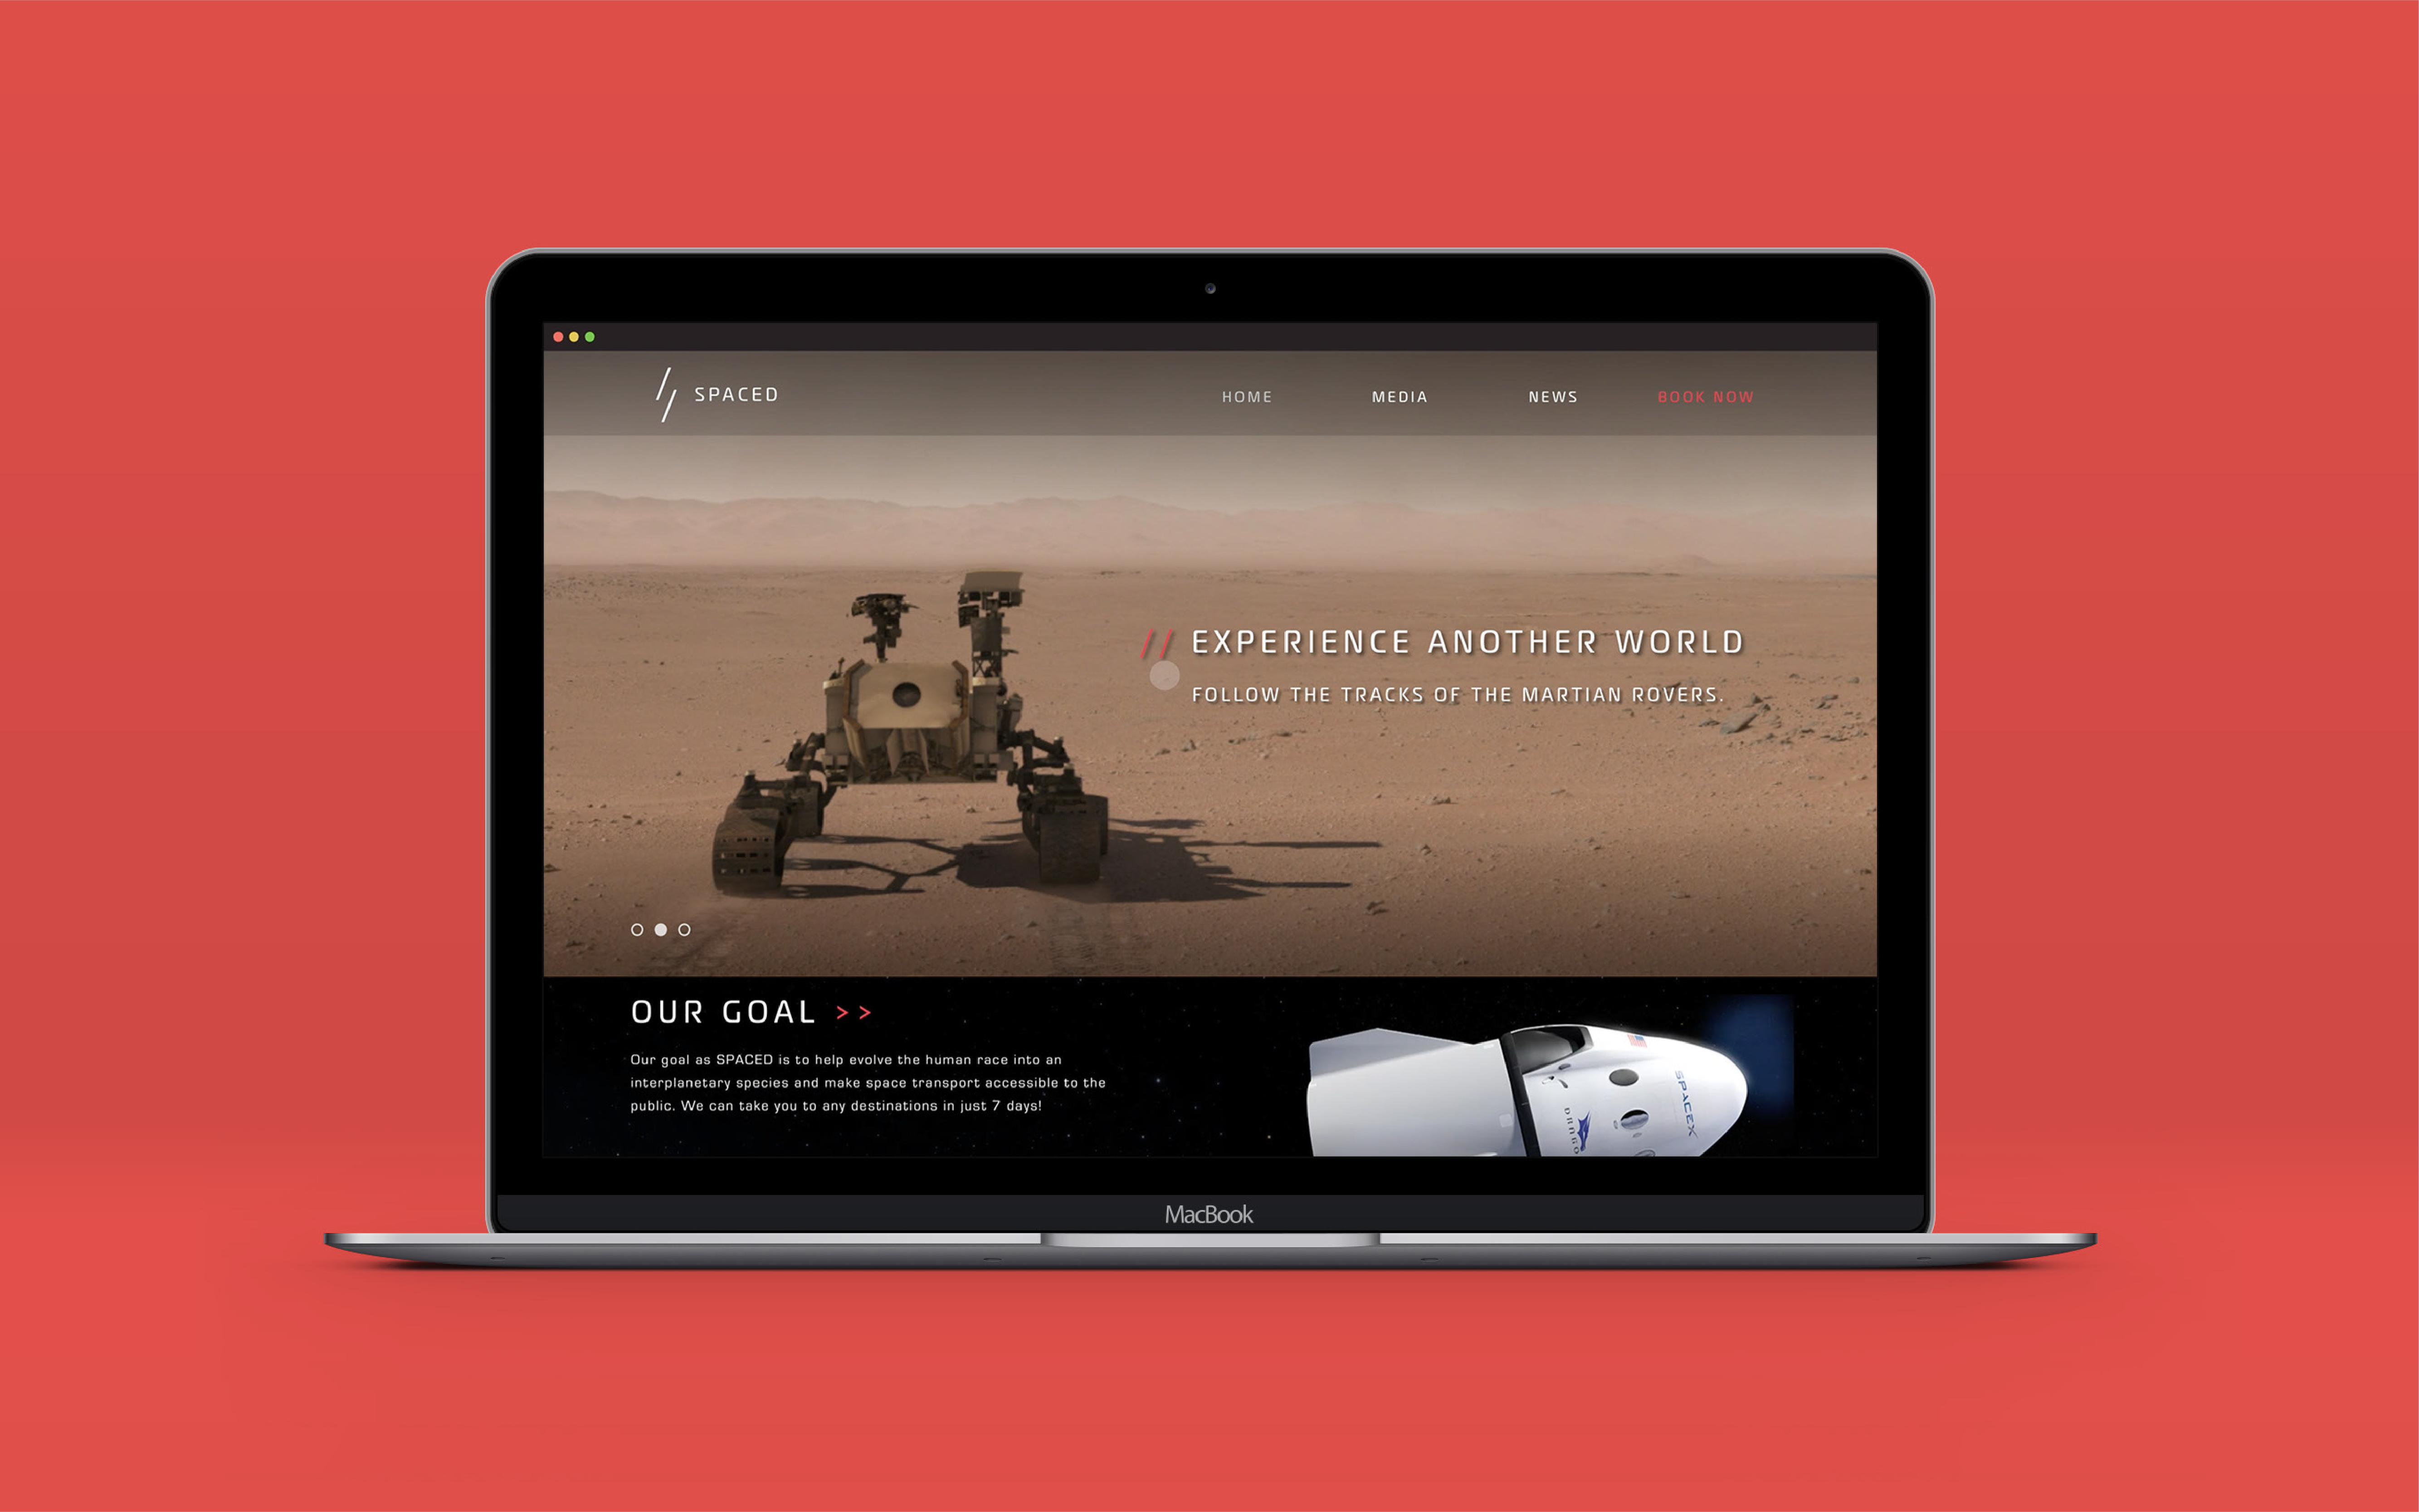 SPACED
HOME MEDIA NEWS BOOK NOW
// EXPERIENCE ANOTHER WORLD
FOLLOW THE TRACKS OF THE MARTIAN ROVERS.
OUR GOAL >>
Our goal as SPACED is to help evolve the human race into an
interplanetary species and make space transport accessible to the
public. We can take you to any destinations in just 7 days!
SPACEX
MacBook